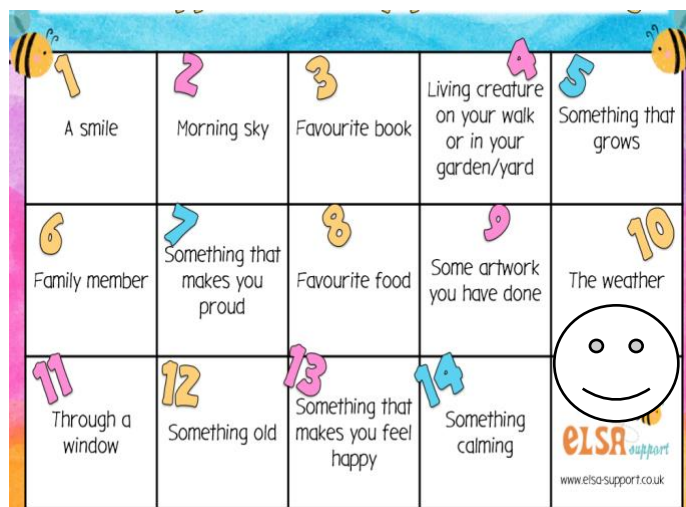 1
A smile
2
Morning sky
3
Favourite book
4
Living creature
on your walk
or in your
garden/yard
5
Something that
grows
6
Family member
7
Something that
makes you
proud
8
Favourite food
9
Some artwork
you have done
10
The weather
11
Through a
window
12
Something old
13
Something that
makes you feel
happy
14
Something
calming
ELSA support
www.elsa-support.co.uk